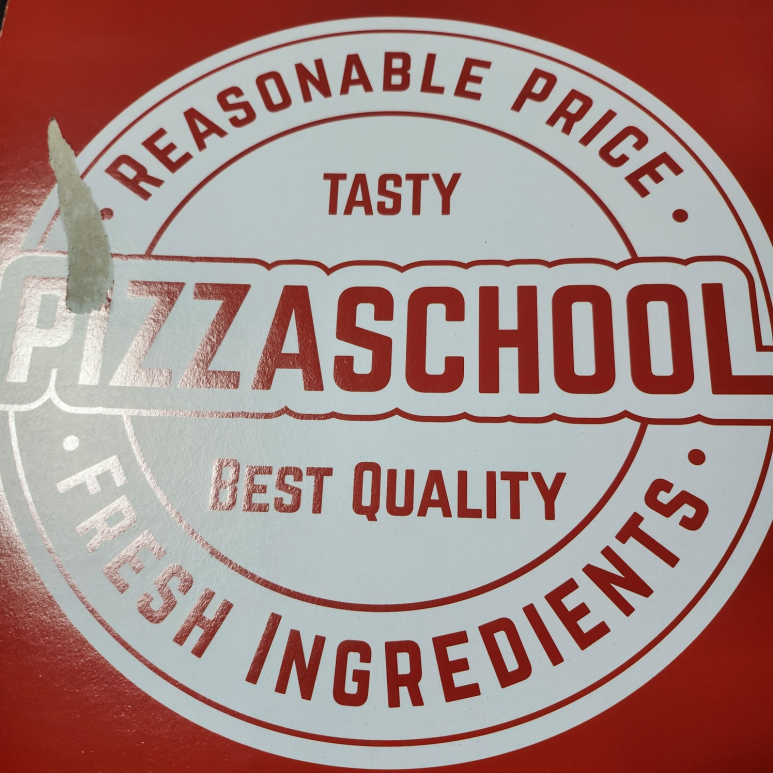 REASONABLE PRICE
TASTY
PIZZASCHOOL
BEST QUALITY
FRESH INGREDIENTS